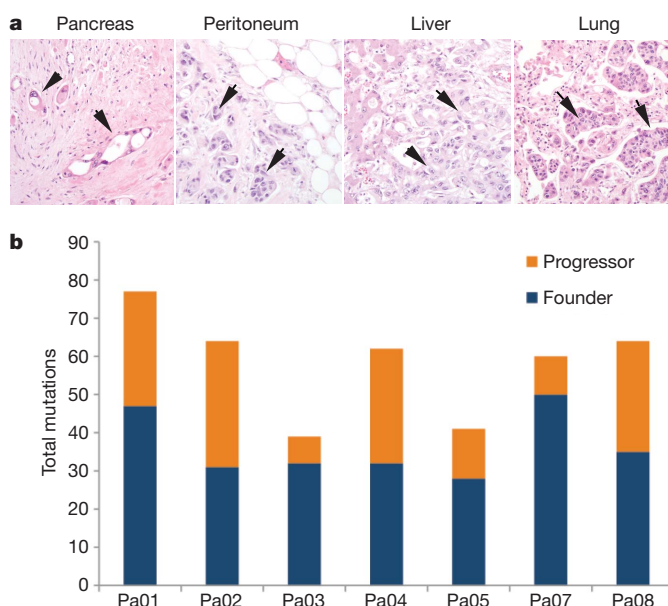 a Pancreas Peritoneum Liver Lung
b
90
80
70
60
50
40
30
20
10
0
Total mutations
Progressor
Founder
Pa01 Pa02 Pa03 Pa04 Pa05 Pa07 Pa08